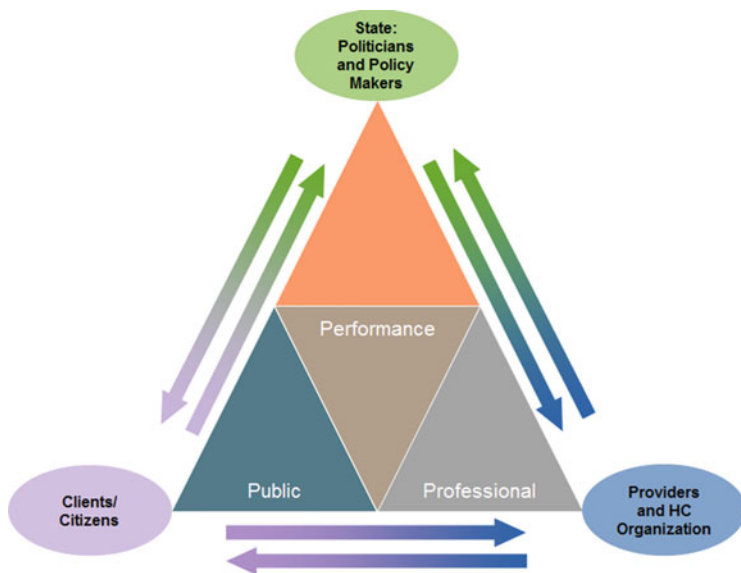 State:
Politicians
and Policy
Makers
Performance
Public
Professional
Clients/
Citizens
Providers
and HC
Organization